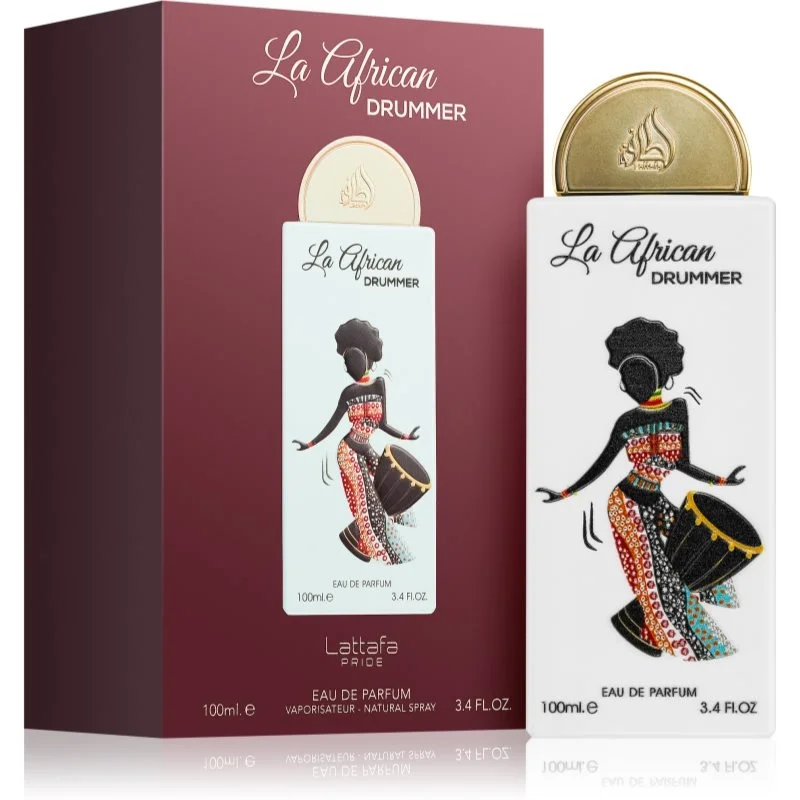 La African
DRUMMER
La African
DRUMMER
EAU DE PARFUM
100ml.e 3.4 FL.OZ.
Lattafa
PRIDE
100ml. e
EAU DE PARFUM
VAPORISATEUR - NATURAL SPRAY
3.4 FL.OZ.
La African
DRUMMER
EAU DE PARFUM
100ml.e 3.4 FL.OZ